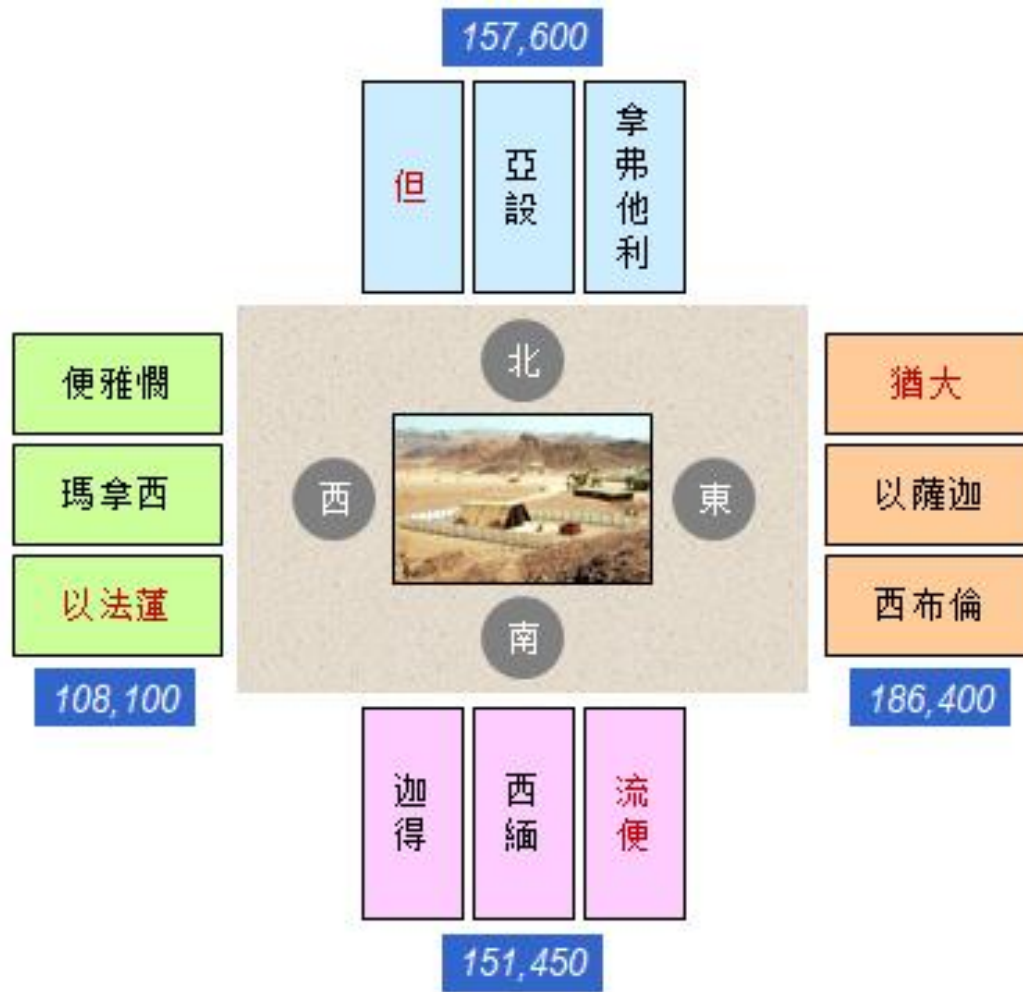 157,600
但
亞設
拿弗他利
北
便雅憫
瑪拿西
以法蓮
108,100
西
東
南
猶大
以薩迦
西布倫
186,400
迦得
西緬
流便
151,450